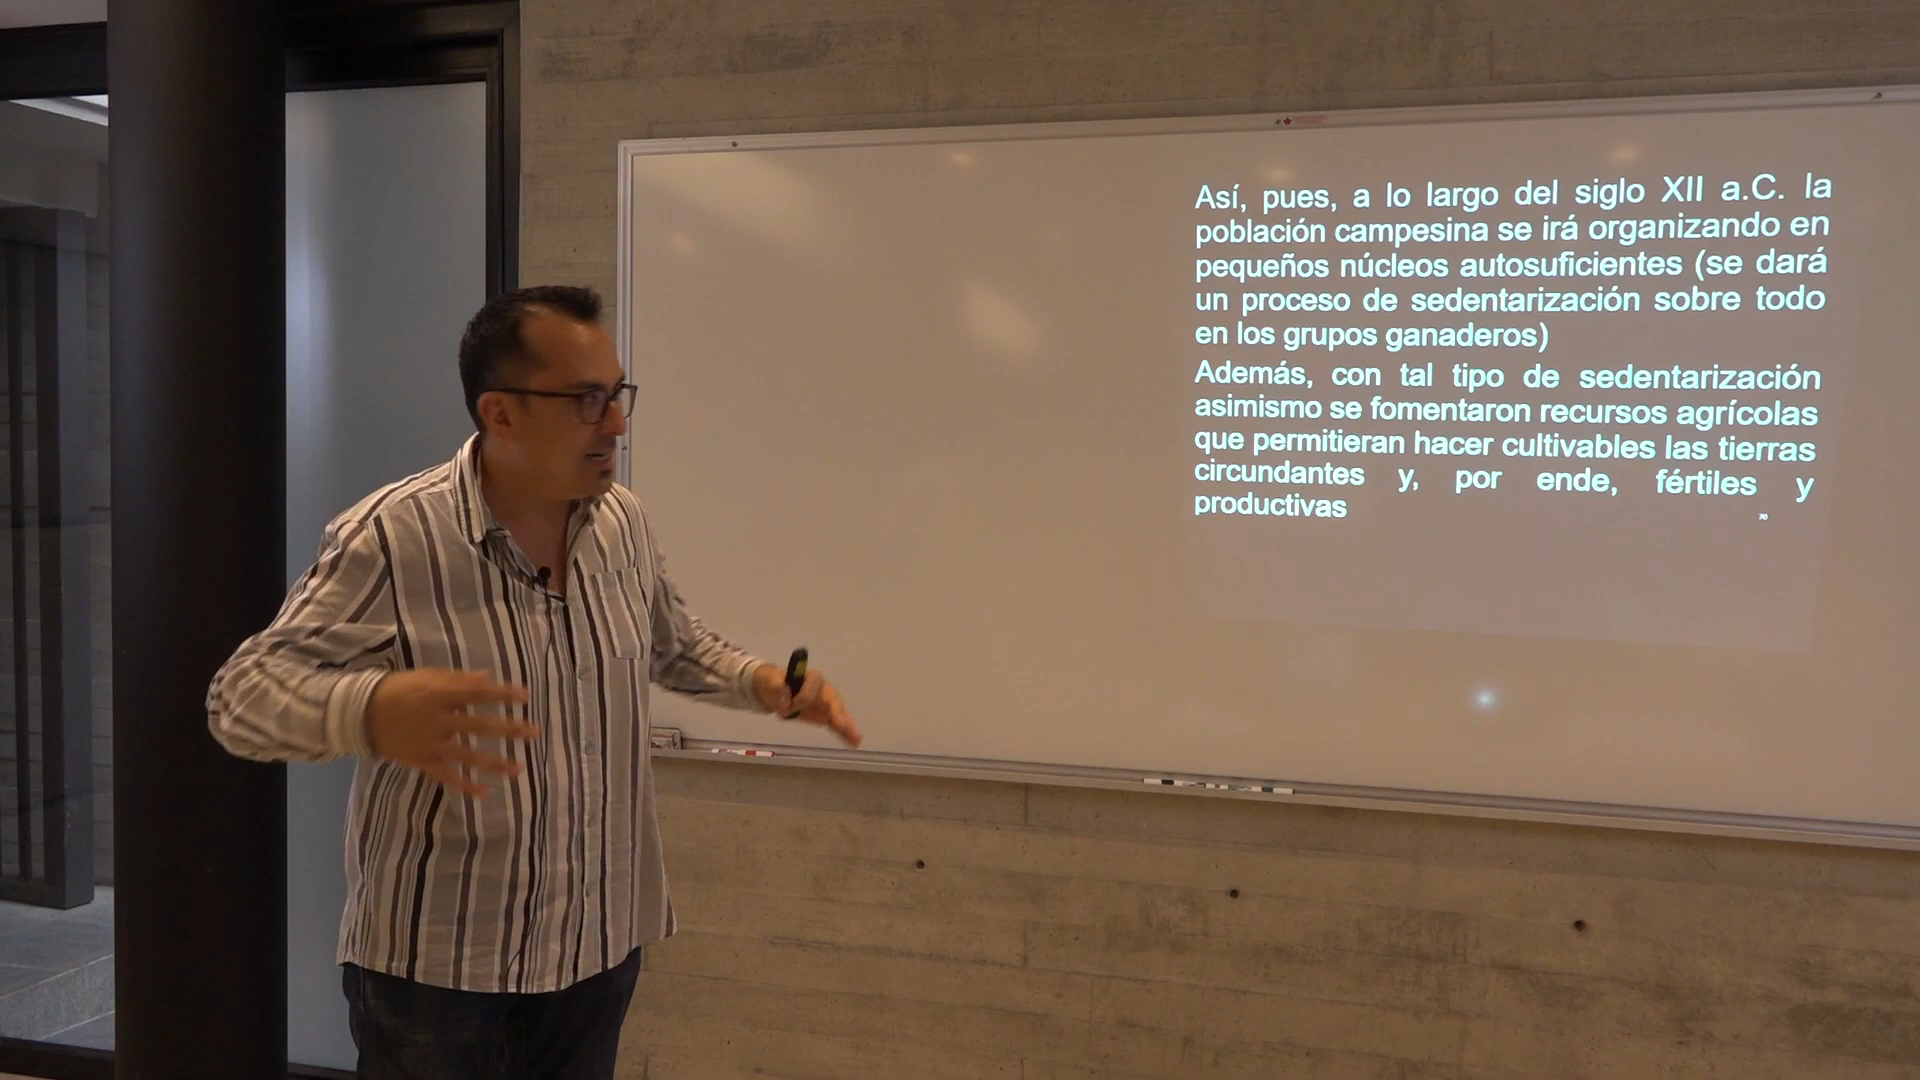 Así, pues, a lo largo del siglo XII a.C. la
población campesina se irá organizando en
pequeños núcleos autosuficientes (se dará
un proceso de sedentarización sobre todo
en los grupos ganaderos)
Además, con tal tipo de sedentarización
asimismo se fomentaron recursos agrícolas
que permitieran hacer cultivables las tierras
circundantes y, por ende, fértiles y
productivas
70